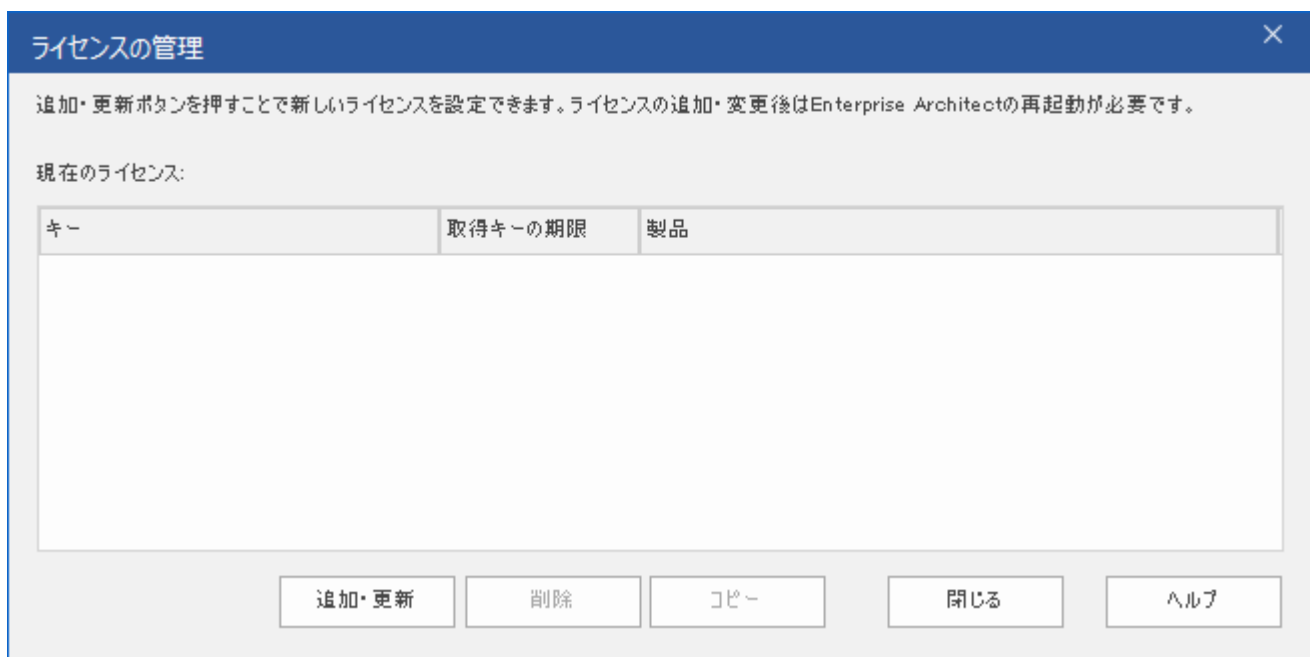 ライセンスの管理
追加・更新ボタンを押すことで新しいライセンスを設定できます。ライセンスの追加・変更後はEnterprise Architectの再起動が必要です。
現在のライセンス:
キー 取得キーの期限 製品
追加・更新 削除 コピー 閉じる ヘルプ